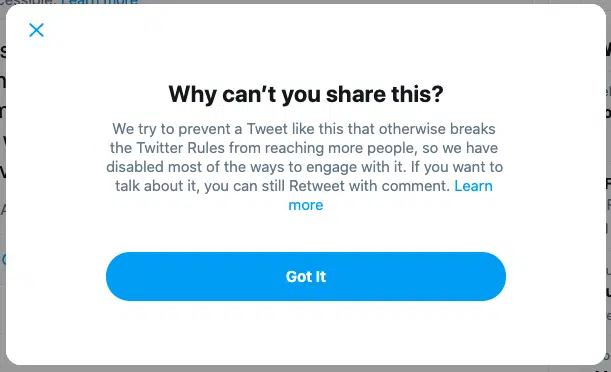 Learn more
Why can’t you share this?
We try to prevent a Tweet like this that otherwise breaks
the Twitter Rules from reaching more people, so we have
disabled most of the ways to engage with it. If you want to
talk about it, you can still Retweet with comment. Learn
more
Got It